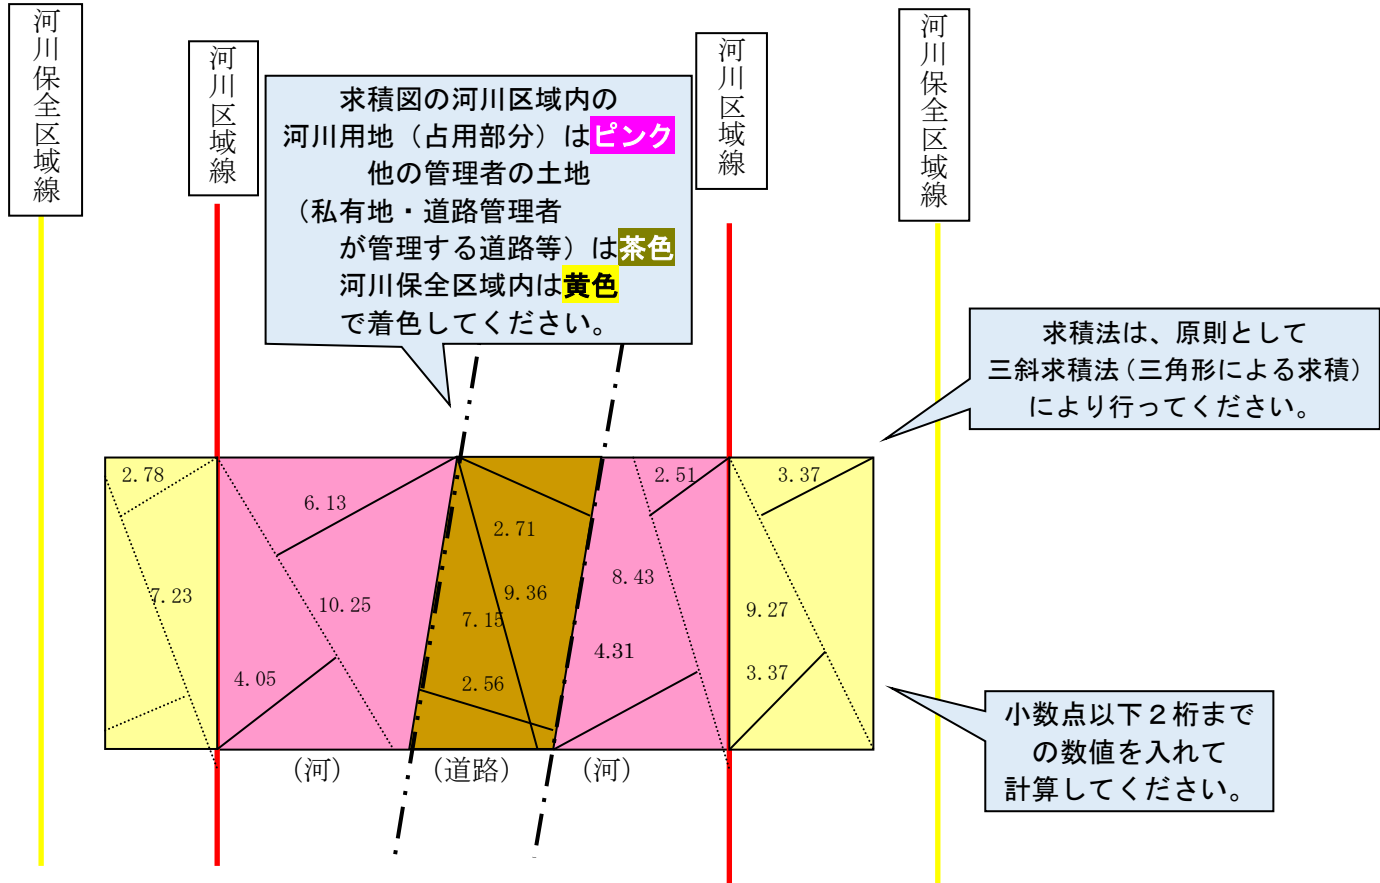 河川保全区域線
河川区域線
河川区域線
河川保全区域線
求積図の河川区域内の
河川用地（占用部分）はピンク
他の管理者の土地
（私有地・道路管理者
が管理する道路等）は茶色
河川保全区域内は黄色
で着色してください。
求積法は、原則として
三斜求積法（三角形による求積）
により行ってください。
2.78
6.13
2.71
2.51
3.37
7.23
10.25
9.36
8.43
9.27
7.15
4.31
4.05
2.56
3.37
小数点以下２桁まで
の数値を入れて
計算してください。
（河）
（道路）
（河）